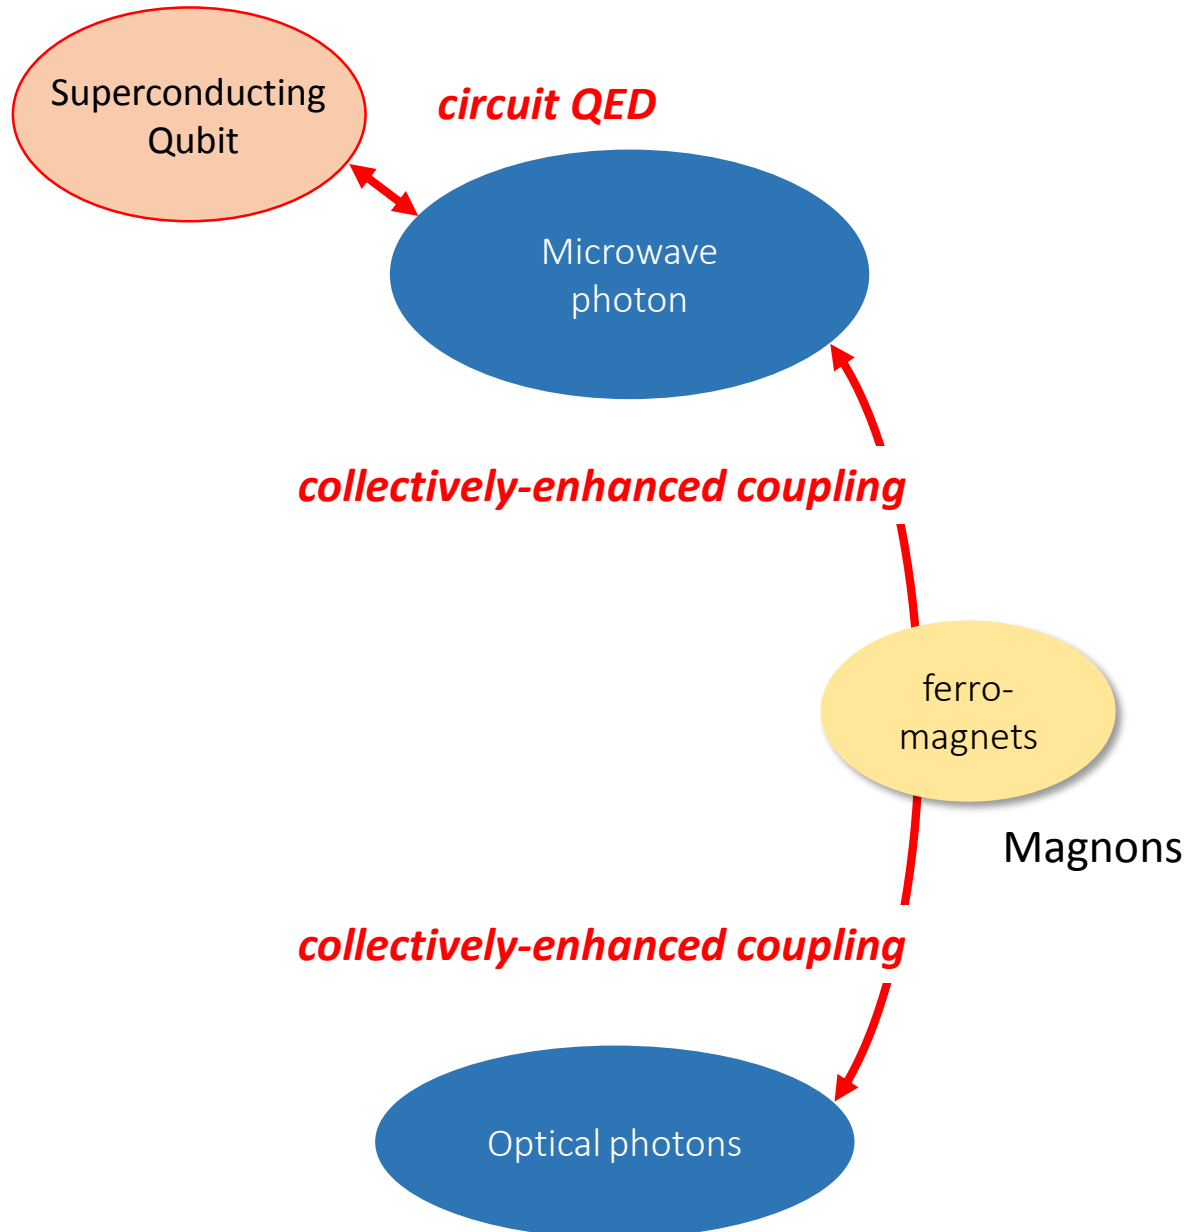 Superconducting
Qubit
circuit QED
Microwave
photon
collectively-enhanced coupling
ferro-
magnets
Magnons
collectively-enhanced coupling
Optical photons